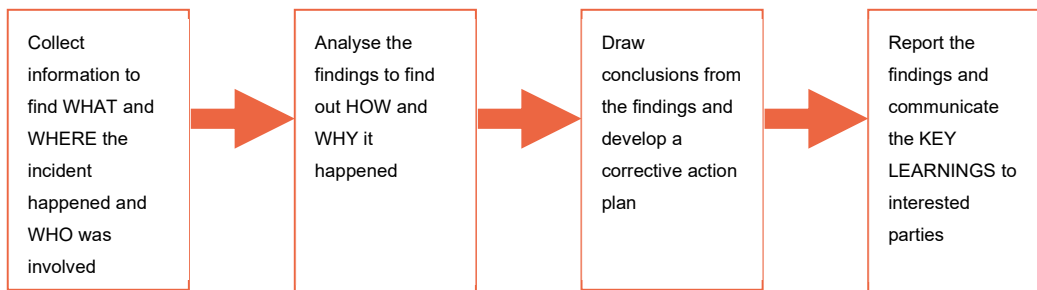 Collect
information to
find WHAT and
WHERE the
incident
happened and
WHO was
involved
Analyse the
findings to find
out HOW and
WHY it
happened
Draw
conclusions from
the findings and
develop a
corrective action
plan
Report the
findings and
communicate
the KEY
LEARNINGS to
interested
parties